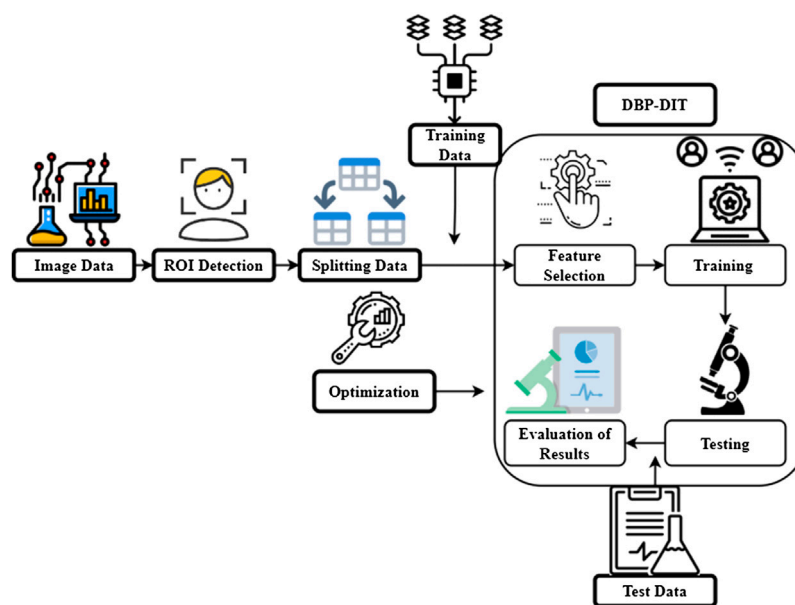 DBP-DIT
Training
Data
Image Data
ROI Detection
Splitting Data
Feature
Selection
Training
Optimization
Evaluation of
Results
Testing
Test Data